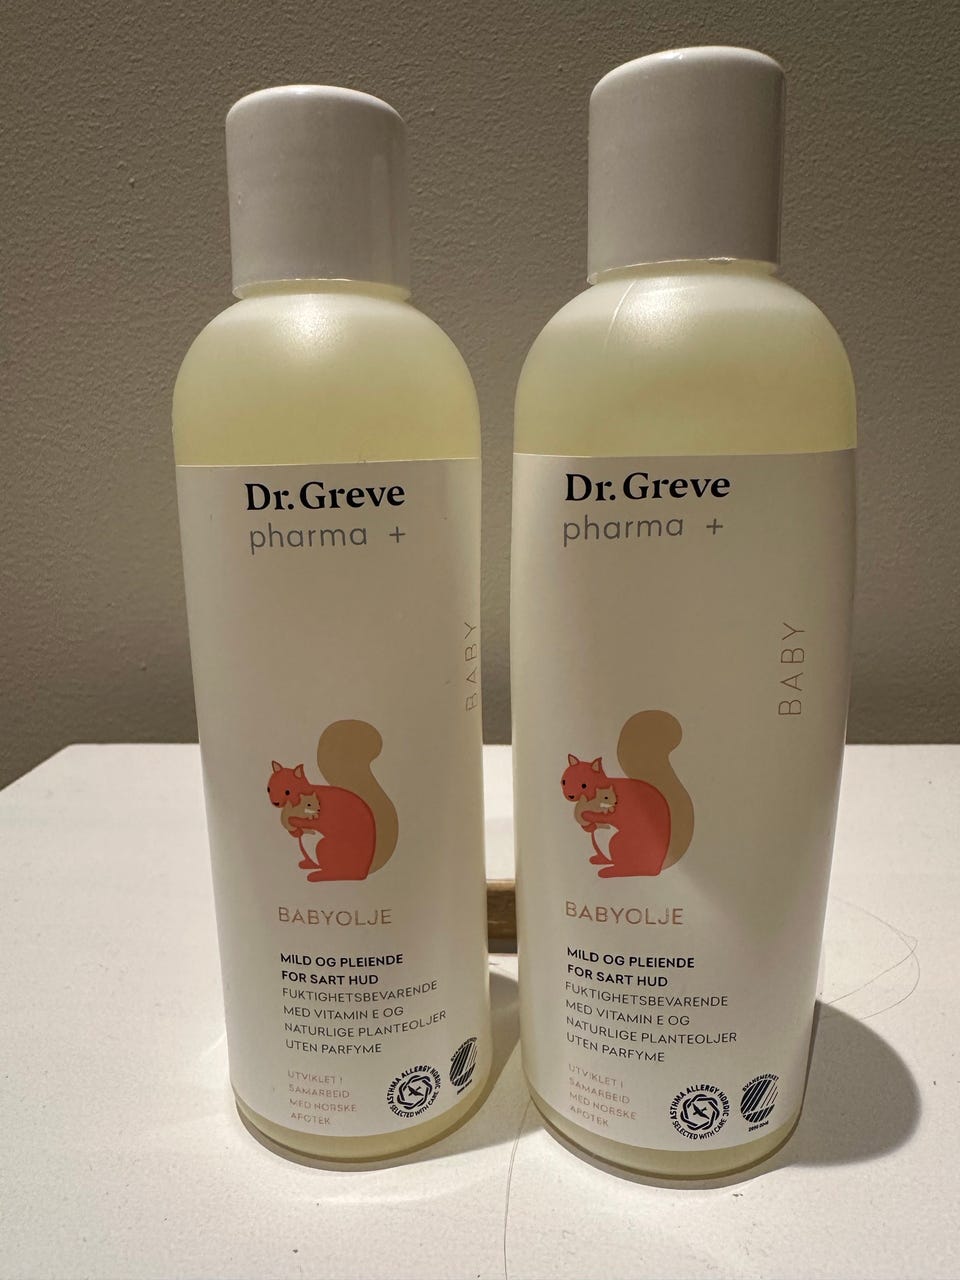 Dr. Greve
pharma +
BABY
BABYOLJE
MILD OG PLEIENDE
FOR SART HUD
FUKTIGHETSBEVARENDE
MED VITAMIN E OG
NATURLIGE PLANTEOLJER
UTEN PARFYME
UTVIKLET I
SAMARBEID
MED NORSKE
APOTEK
ASTHMA ALLERGY NORDIC
SELECTED WITH CARE
SVANEMERKET
Dr. Greve
pharma +
BABY
BABYOLJE
MILD OG PLEIENDE
FOR SART HUD
FUKTIGHETSBEVARENDE
MED VITAMIN E OG
NATURLIGE PLANTEOLJER
UTEN PARFYME
UTVIKLET I
SAMARBEID
MED NORSKE
APOTEK
ASTHMA ALLERGY NORDIC
SELECTED WITH CARE
SVANEMERKET